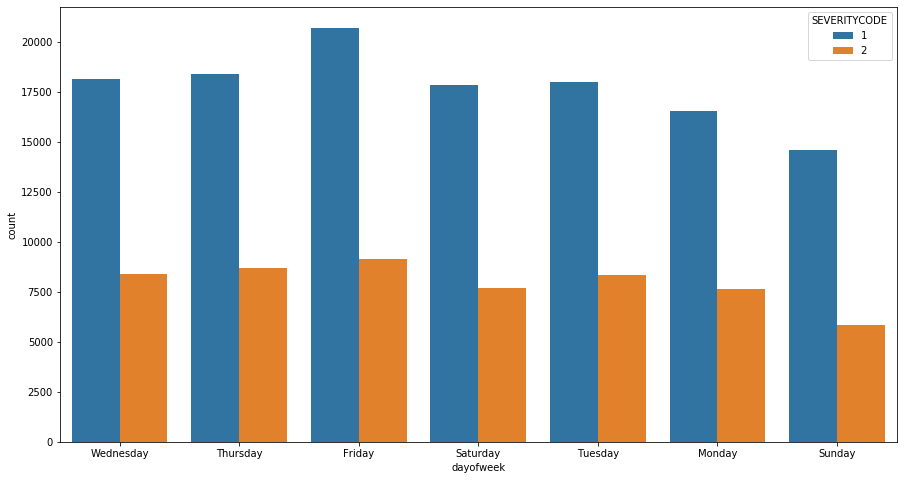 SEVERITYCODE
1
2
20000
17500
15000
12500
10000
7500
5000
2500
0
count
Wednesday Thursday Friday Saturday Tuesday Monday Sunday
dayofweek